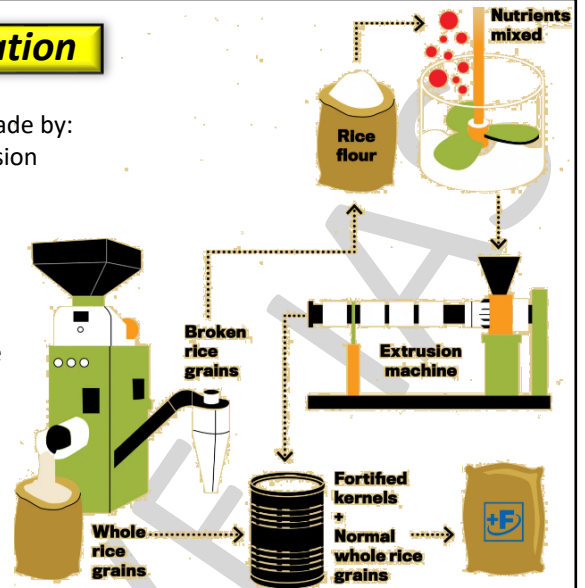 ation
ade by:
sion
Nutrients
mixed
Rice
flour
Broken
rice
grains
Extrusion
machine
e
Whole
rice
grains
Fortified
kernels
+
Normal
whole rice
grains
+F